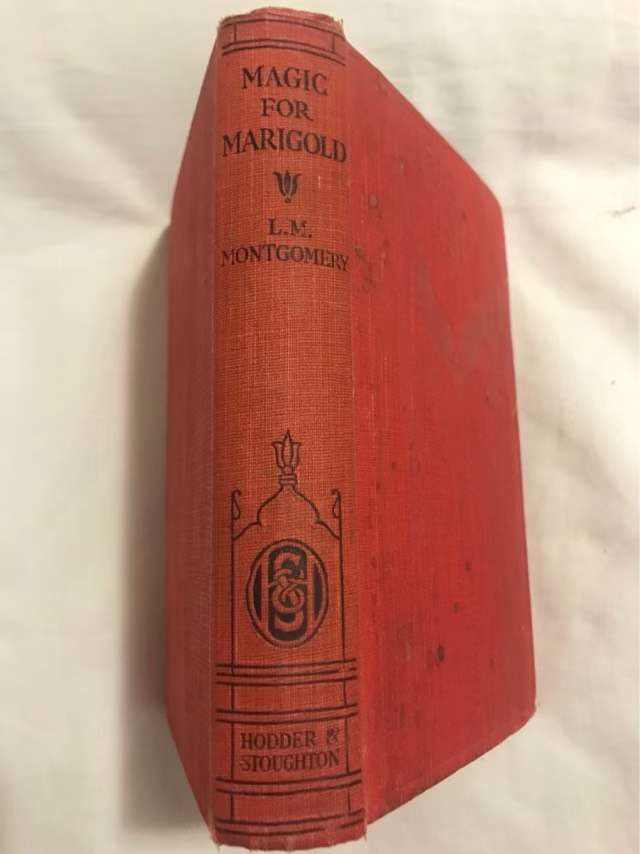 MAGIC
FOR
MARIGOLD
L.M.
MONTGOMERY
H&S
HODDER &
STOUGHTON